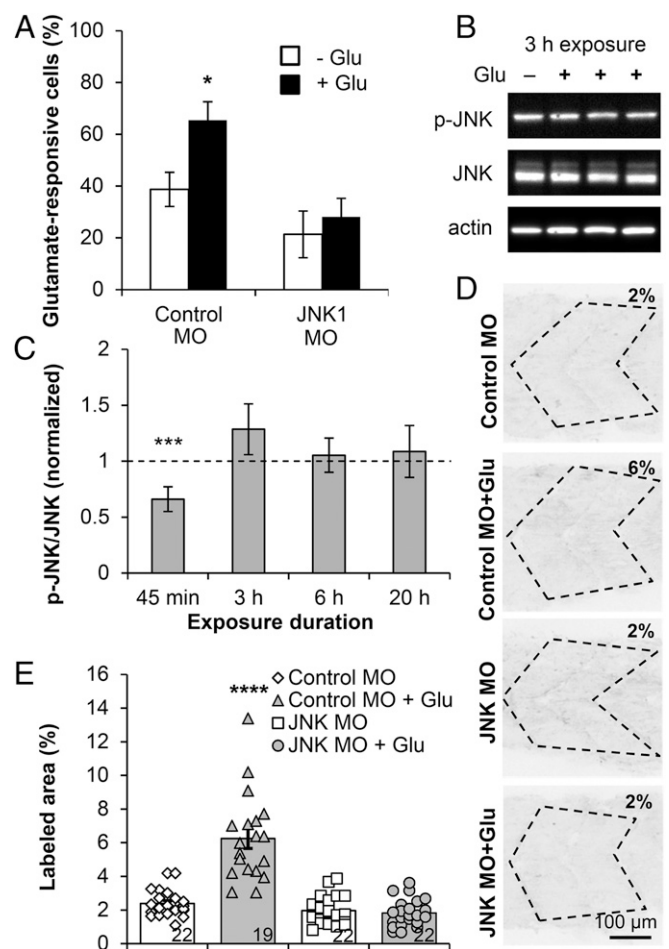 A
Glutamate-responsive cells (%)
100
80
60
40
20
0
- Glu
+ Glu
*
Control
MO
JNK1
MO
B
3 h exposure
Glu – + + +
p-JNK
JNK
actin
C
p-JNK/JNK (normalized)
2
1.5
1
0.5
0
***
45 min 3 h 6 h 20 h
Exposure duration
D
Control MO
2%
Control MO+Glu
6%
JNK MO
2%
JNK MO+Glu
2%
100 µm
E
Labeled area (%)
16
14
12
10
8
6
4
2
0
****
Control MO
Control MO + Glu
JNK MO
JNK MO + Glu
22 19 22 22